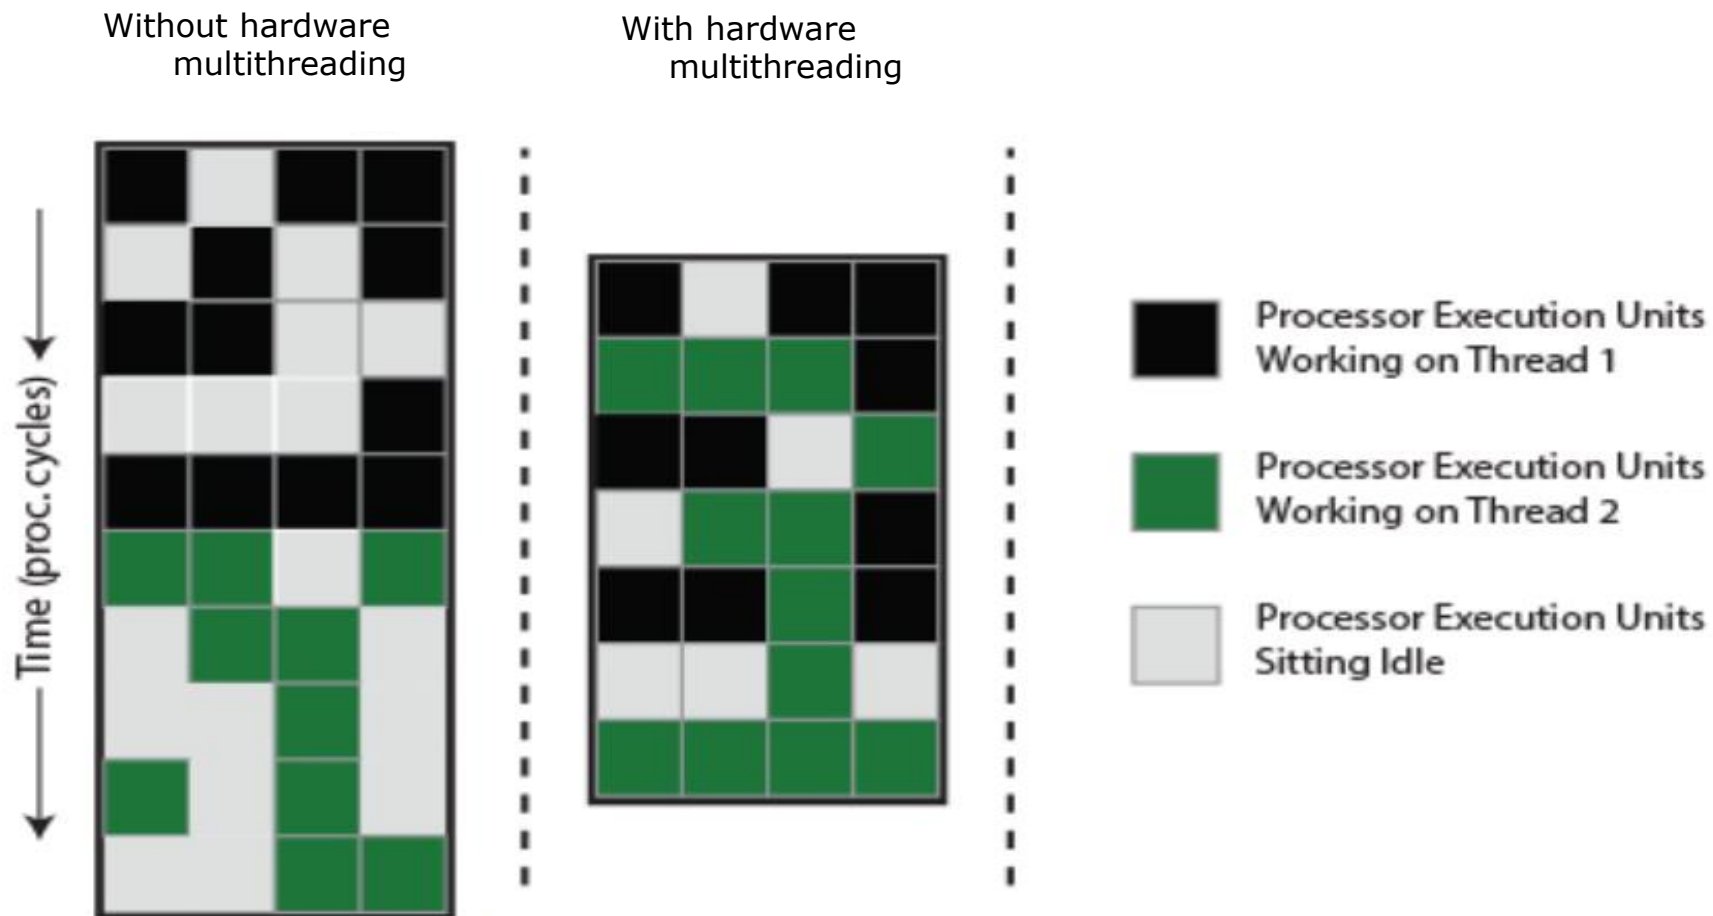 Without hardware
multithreading
With hardware
multithreading
Time (proc. cycles)
Processor Execution Units
Working on Thread 1
Processor Execution Units
Working on Thread 2
Processor Execution Units
Sitting Idle